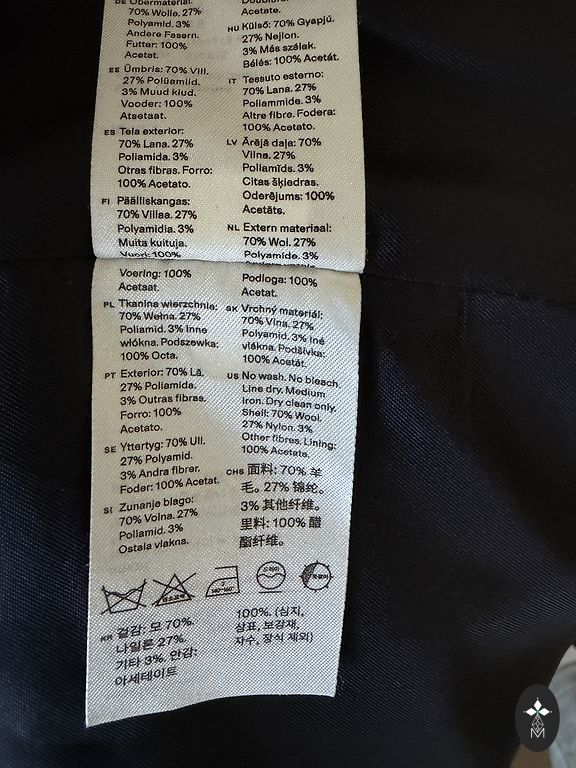 DE Obermaterial:
70% Wolle. 27%
Polyamid. 3%
Andere Fasern.
Futter: 100%
Acetat.
EE Ümbris: 70% Vill.
27% Polüamiid.
3% Muud kiud.
Vooder: 100%
Atsetaat.
ES Tela exterior:
70% Lana. 27%
Poliamida. 3%
Otras fibras. Forro:
100% Acetato.
FI Päälliskangas:
70% Villaa. 27%
Polyamidia. 3%
Muita kuituja.
Vuori: 100%
Acetate.
HU Külső: 70% Gyapjú.
27% Nejlon.
3% Más szálak.
Bélés: 100% Acetát.
IT Tessuto esterno:
70% Lana. 27%
Poliammide. 3%
Altre fibre. Fodera:
100% Acetato.
LV Ārējā daļa: 70%
Vilna. 27%
Poliamīds. 3%
Citas šķiedras.
Oderējums: 100%
Acetāts.
NL Extern materiaal:
70% Wol. 27%
Polyamide. 3%
Voering: 100%
Acetaat.
PL Tkanina wierzchnia:
70% Wełna. 27%
Poliamid. 3% Inne
włókna. Podszewka:
100% Octa.
PT Exterior: 70% Lã.
27% Poliamida.
3% Outras fibras.
Forro: 100%
Acetato.
SE Yttertyg: 70% Ull.
27% Polyamid.
3% Andra fibrer.
Foder: 100% Acetat.
SI Zunanje blago:
70% Volna. 27%
Poliamid. 3%
Ostala vlakna.
Podloga: 100%
Acetat.
SK Vrchný materiál:
70% Vlna. 27%
Polyamid. 3% Iné
vlákna. Podšívka:
100% Acetát.
US No wash. No bleach.
Line dry. Medium
iron. Dry clean only.
Shell: 70% Wool.
27% Nylon. 3%
Other fibres. Lining:
100% Acetate.
CHS 面料: 70% 羊
毛。27% 锦纶。
3% 其他纤维。
里料: 100% 醋
酯纤维。
KR 겉감: 모 70%.
나일론 27%.
기타 3%. 안감:
아세테이트
100%. (심지,
상표, 보강재,
자수, 장식 제외)
M